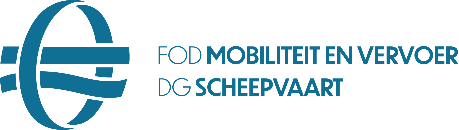 FOD MOBILITEIT EN VERVOER
DG SCHEEPVAART